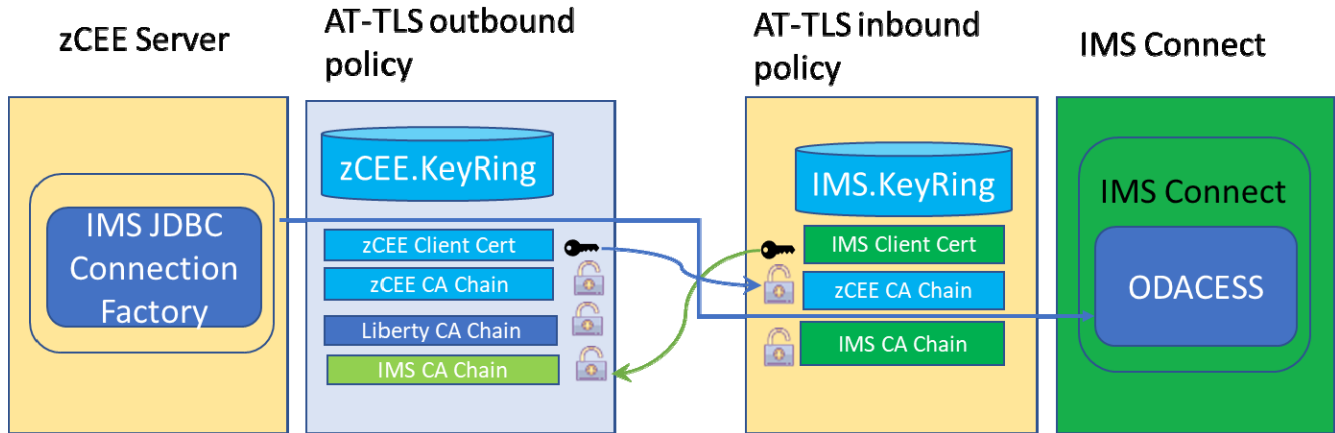 zCEE Server
AT-TLS outbound
policy
AT-TLS inbound
policy
IMS Connect
IMS JDBC
Connection
Factory
zCEE.KeyRing
zCEE Client Cert
zCEE CA Chain
Liberty CA Chain
IMS CA Chain
IMS.KeyRing
IMS Client Cert
zCEE CA Chain
IMS CA Chain
IMS Connect
ODACESS